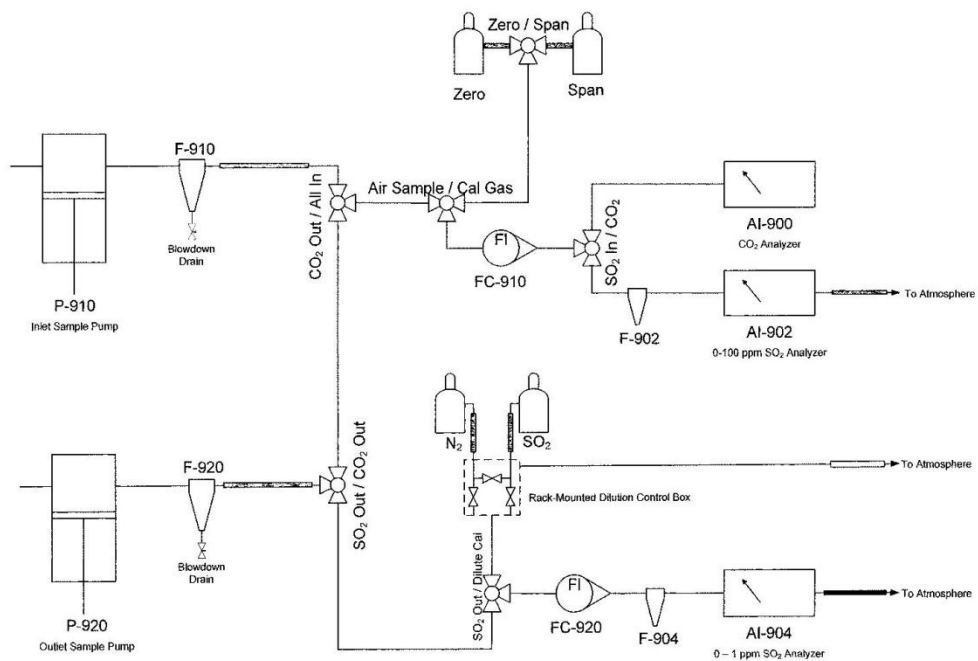 Zero / Span
Zero
Span
F-910
Blowdown
Drain
P-910
Inlet Sample Pump
CO₂ Out / All In
Air Sample / Cal Gas
FI
FC-910
SO₂ In / CO₂
AI-900
CO₂ Analyzer
F-902
AI-902
0-100 ppm SO₂ Analyzer
To Atmosphere
N₂
SO₂
Rack-Mounted Dilution Control Box
To Atmosphere
F-920
Blowdown
Drain
SO₂ Out / CO₂ Out
P-920
Outlet Sample Pump
SO₂ Out / Dilute Cal
FI
FC-920
F-904
AI-904
0 – 1 ppm SO₂ Analyzer
To Atmosphere